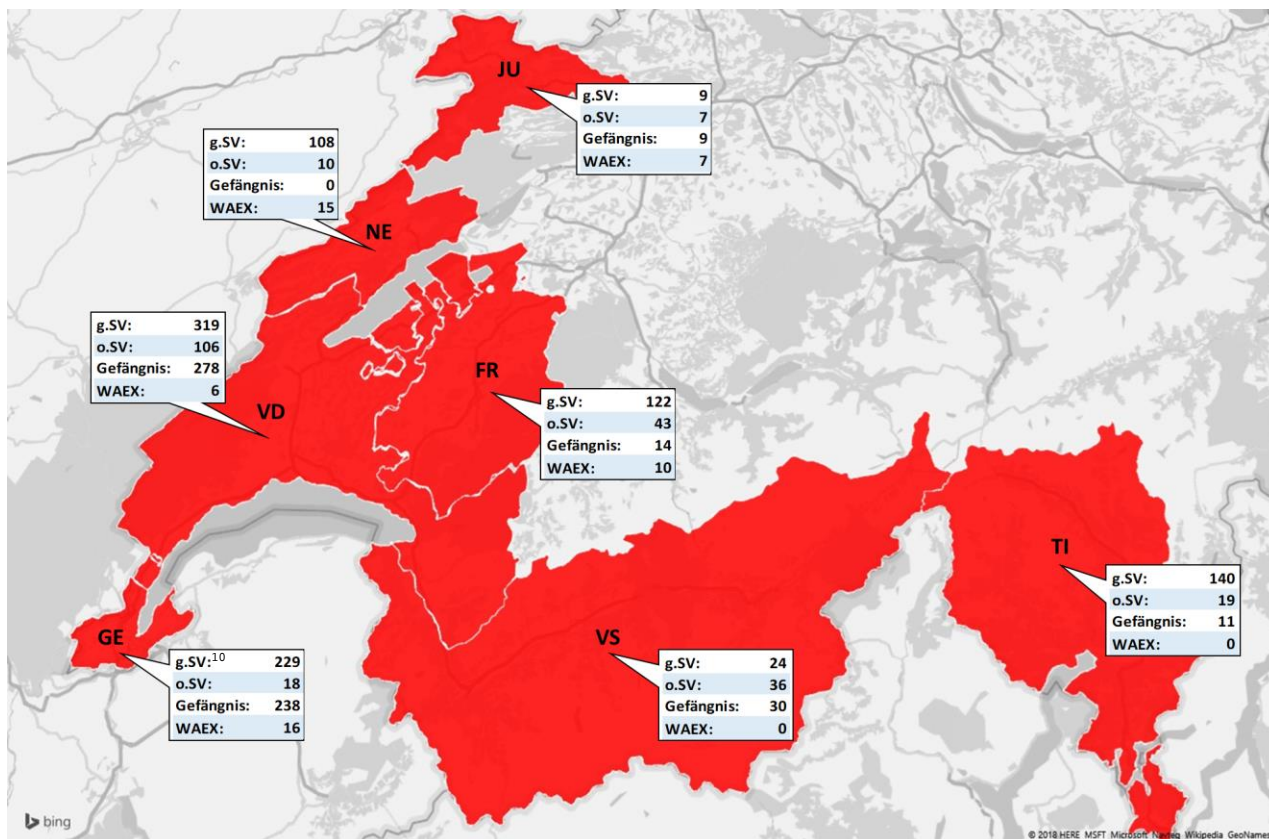 JU
g.SV: 9
o.SV: 7
Gefängnis: 9
WAEX: 7
g.SV: 108
o.SV: 10
Gefängnis: 0
WAEX: 15
NE
g.SV: 319
o.SV: 106
Gefängnis: 278
WAEX: 6
VD
FR
g.SV: 122
o.SV: 43
Gefängnis: 14
WAEX: 10
TI
g.SV: 140
o.SV: 19
Gefängnis: 11
WAEX: 0
GE
g.SV:10 229
o.SV: 18
Gefängnis: 238
WAEX: 16
VS
g.SV: 24
o.SV: 36
Gefängnis: 30
WAEX: 0
bing
© 2018 HERE MSFT Microsoft Navteq Wikipedia GeoNames